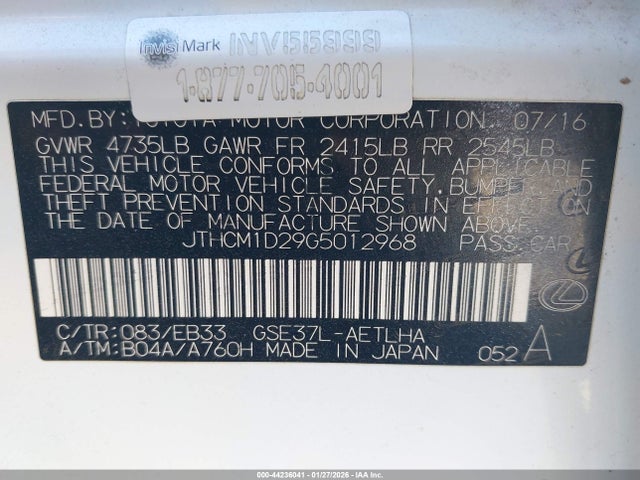 Invisi Mark INV55999
1-877-705-4001
MFD. BY: TOYOTA MOTOR CORPORATION 07/16
GVWR 4735LB GAWR FR 2415LB RR 2545LB
THIS VEHICLE CONFORMS TO ALL APPLICABLE
FEDERAL MOTOR VEHICLE SAFETY, BUMPER, AND
THEFT PREVENTION STANDARDS IN EFFECT ON
THE DATE OF MANUFACTURE SHOWN ABOVE.
JTHCM1D29G5012968 PASS.CAR
C/TR: 083/EB33 GSE37L-AETLHA
A/TM: B04A/A760H MADE IN JAPAN 052 A
000-44236041 - 01/27/2026 - IAA Inc.